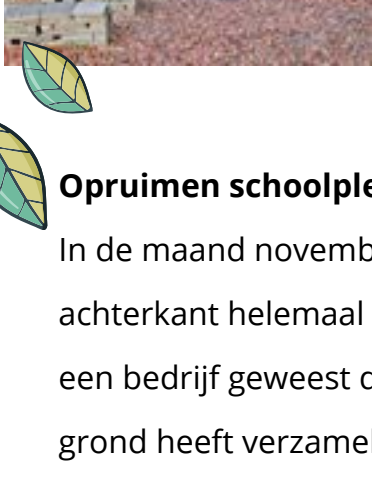 Opruimen schoolple
In de maand novemb
achterkant helemaal
een bedrijf geweest
grond heeft verzamel